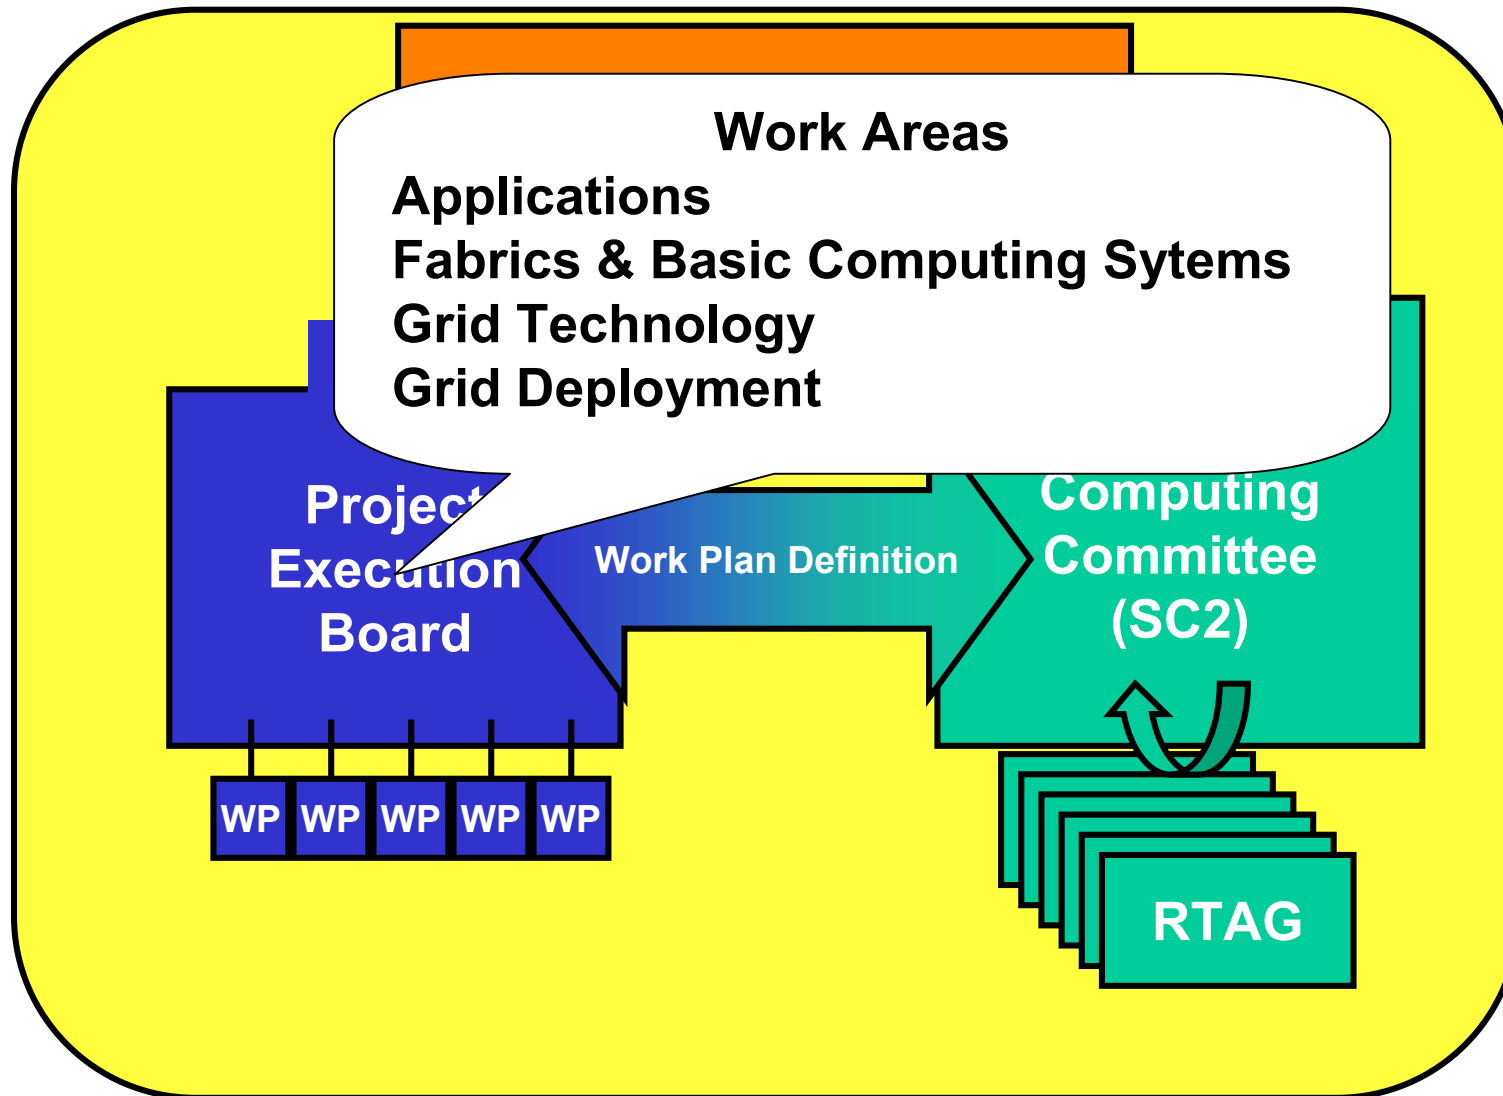 Work Areas
Applications
Fabrics & Basic Computing Sytems
Grid Technology
Grid Deployment
Project
Execution
Board
Work Plan Definition
Computing
Committee
(SC2)
WP WP WP WP WP
RTAG